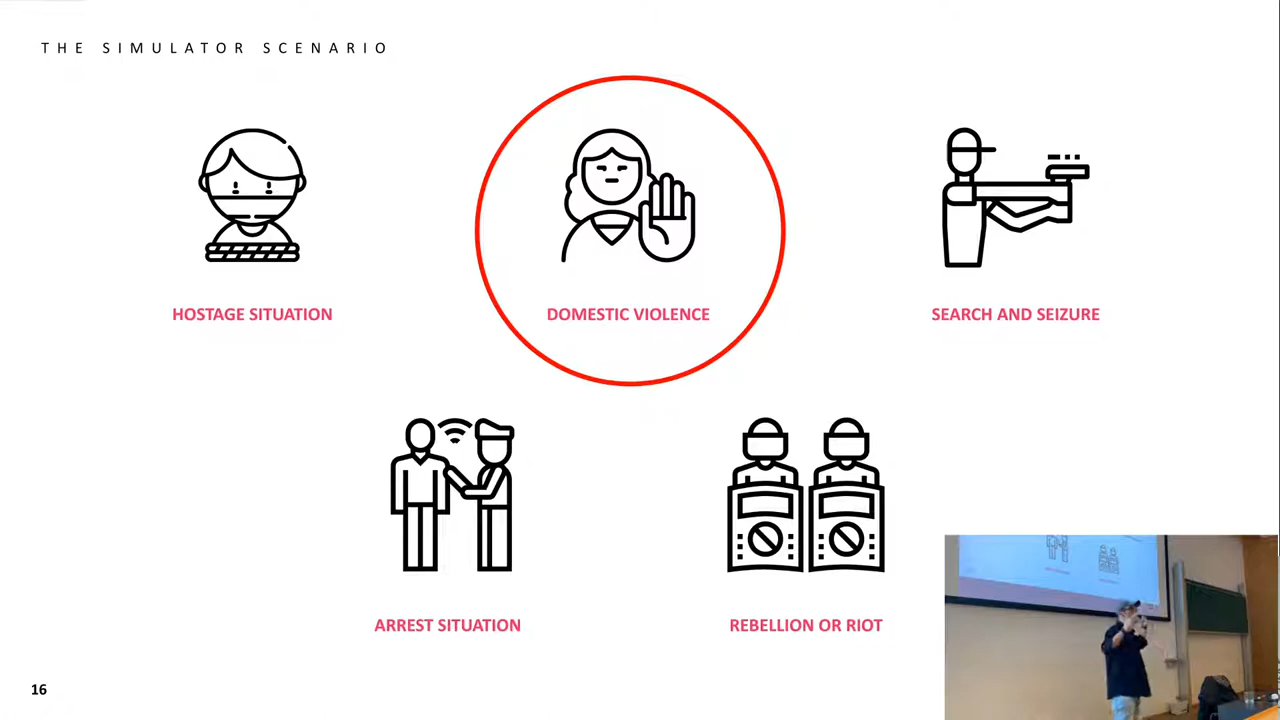 THE SIMULATOR SCENARIO
HOSTAGE SITUATION
DOMESTIC VIOLENCE
SEARCH AND SEIZURE
ARREST SITUATION
REBELLION OR RIOT
16